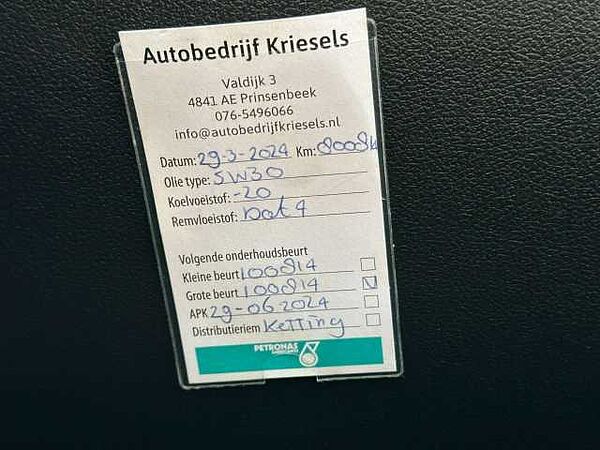 Autobedrijf Kriesels
Valdijk 3
4841 AE Prinsenbeek
076-5496066
info@autobedrijfkriesels.nl
Datum: 29-3-2024 Km:
Olie type: 5W30
Koelvloeistof: -20
Remvloeistof: Dot 4
Volgende onderhoudsbeurt
Kleine beurt 100814
Grote beurt 100814
APK 29-06-2024
Distributieriem Ketting
PETRONAS